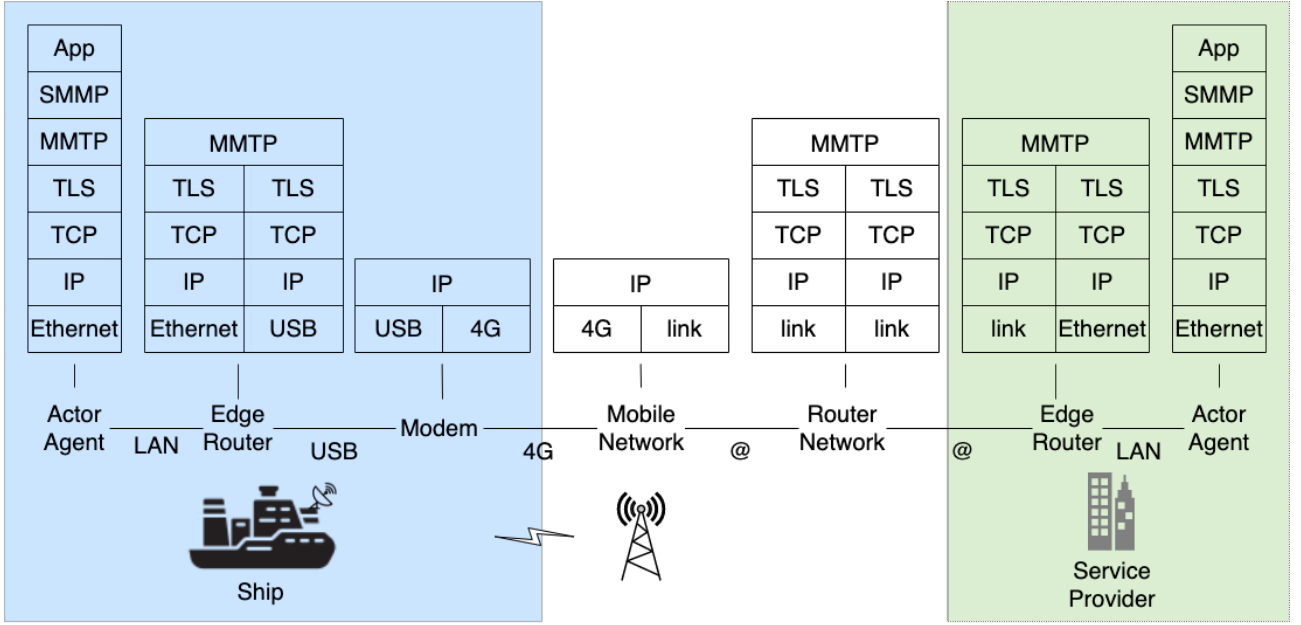 App
App
SMMP
SMMP
MMTP
MMTP
MMTP
MMTP
MMTP
TLS
TLS
TLS
TLS
TLS
TLS
TLS
TLS
TCP
TCP
TCP
TCP
TCP
TCP
TCP
TCP
IP
IP
IP
IP
IP
IP
IP
IP
IP
IP
Ethernet
Ethernet
USB
USB
4G
4G
link
link
link
link
Ethernet
Ethernet
Actor
Agent
LAN
Edge
Router
USB
Modem
4G
Mobile
Network
@
Router
Network
@
Edge
Router
LAN
Actor
Agent
Ship
Service
Provider